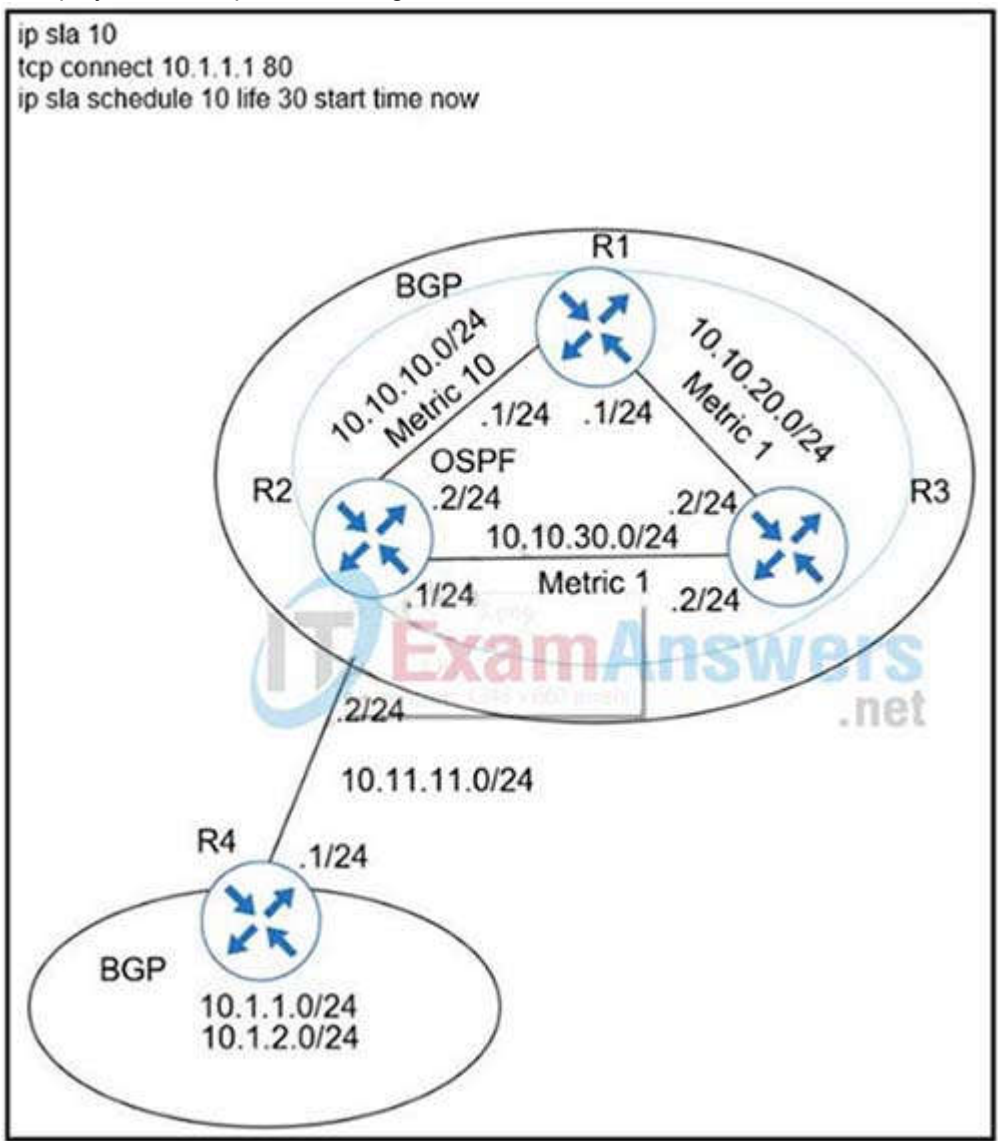 ip sla 10
tcp connect 10.1.1.1 80
ip sla schedule 10 life 30 start time now
R1
BGP
10.10.10.0/24
Metric 10
10.10.20.0/24
Metric 1
.1/24
.1/24
OSPF
R2
.2/24
.2/24
R3
10.10.30.0/24
Metric 1
.1/24
.2/24
ITExamAnswers
.net
.2/24
10.11.11.0/24
R4
.1/24
BGP
10.1.1.0/24
10.1.2.0/24